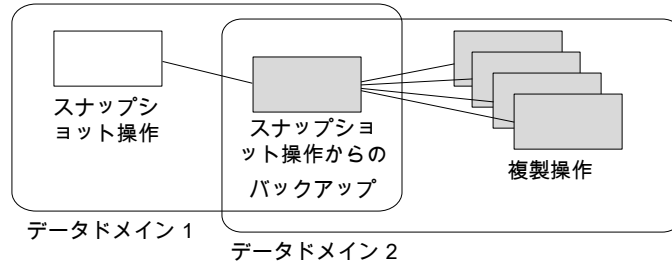 スナップシ
ョット操作
スナップショ
ット操作からの
バックアップ
複製操作
データドメイン 1
データドメイン 2